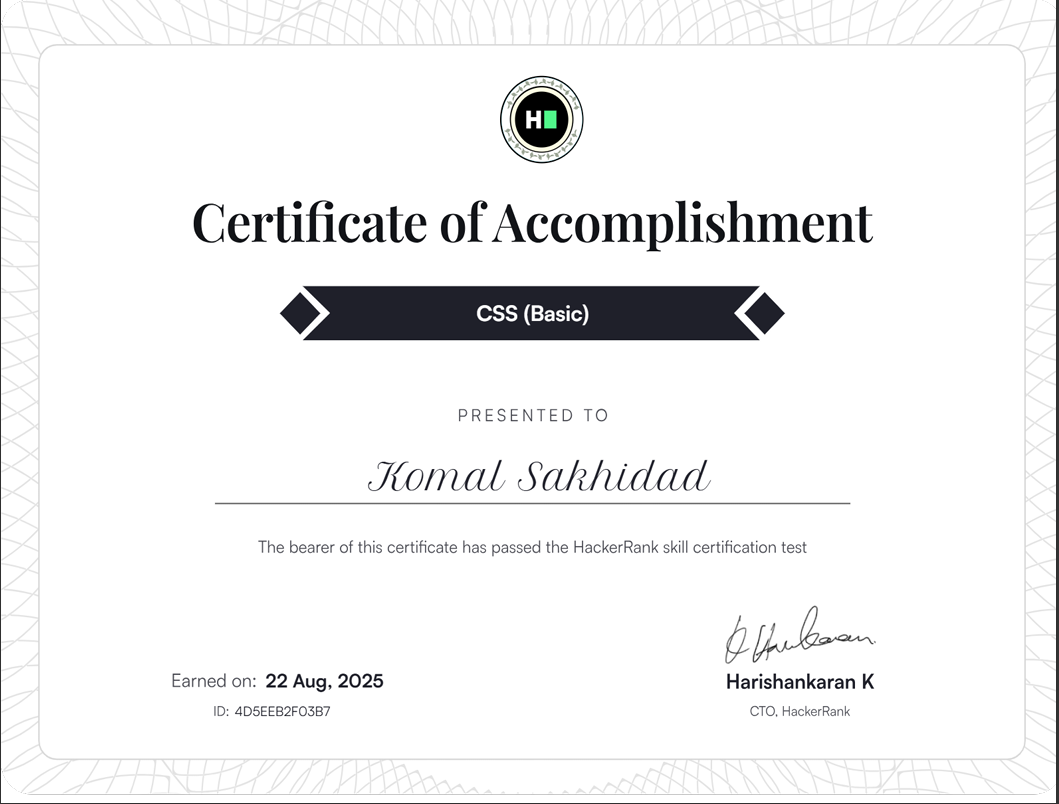 H
Certificate of Accomplishment
CSS (Basic)
PRESENTED TO
Komal Sakhidad
The bearer of this certificate has passed the HackerRank skill certification test
Earned on: 22 Aug, 2025
ID: 4D5EEB2F03B7
Harishankaran K
CTO, HackerRank